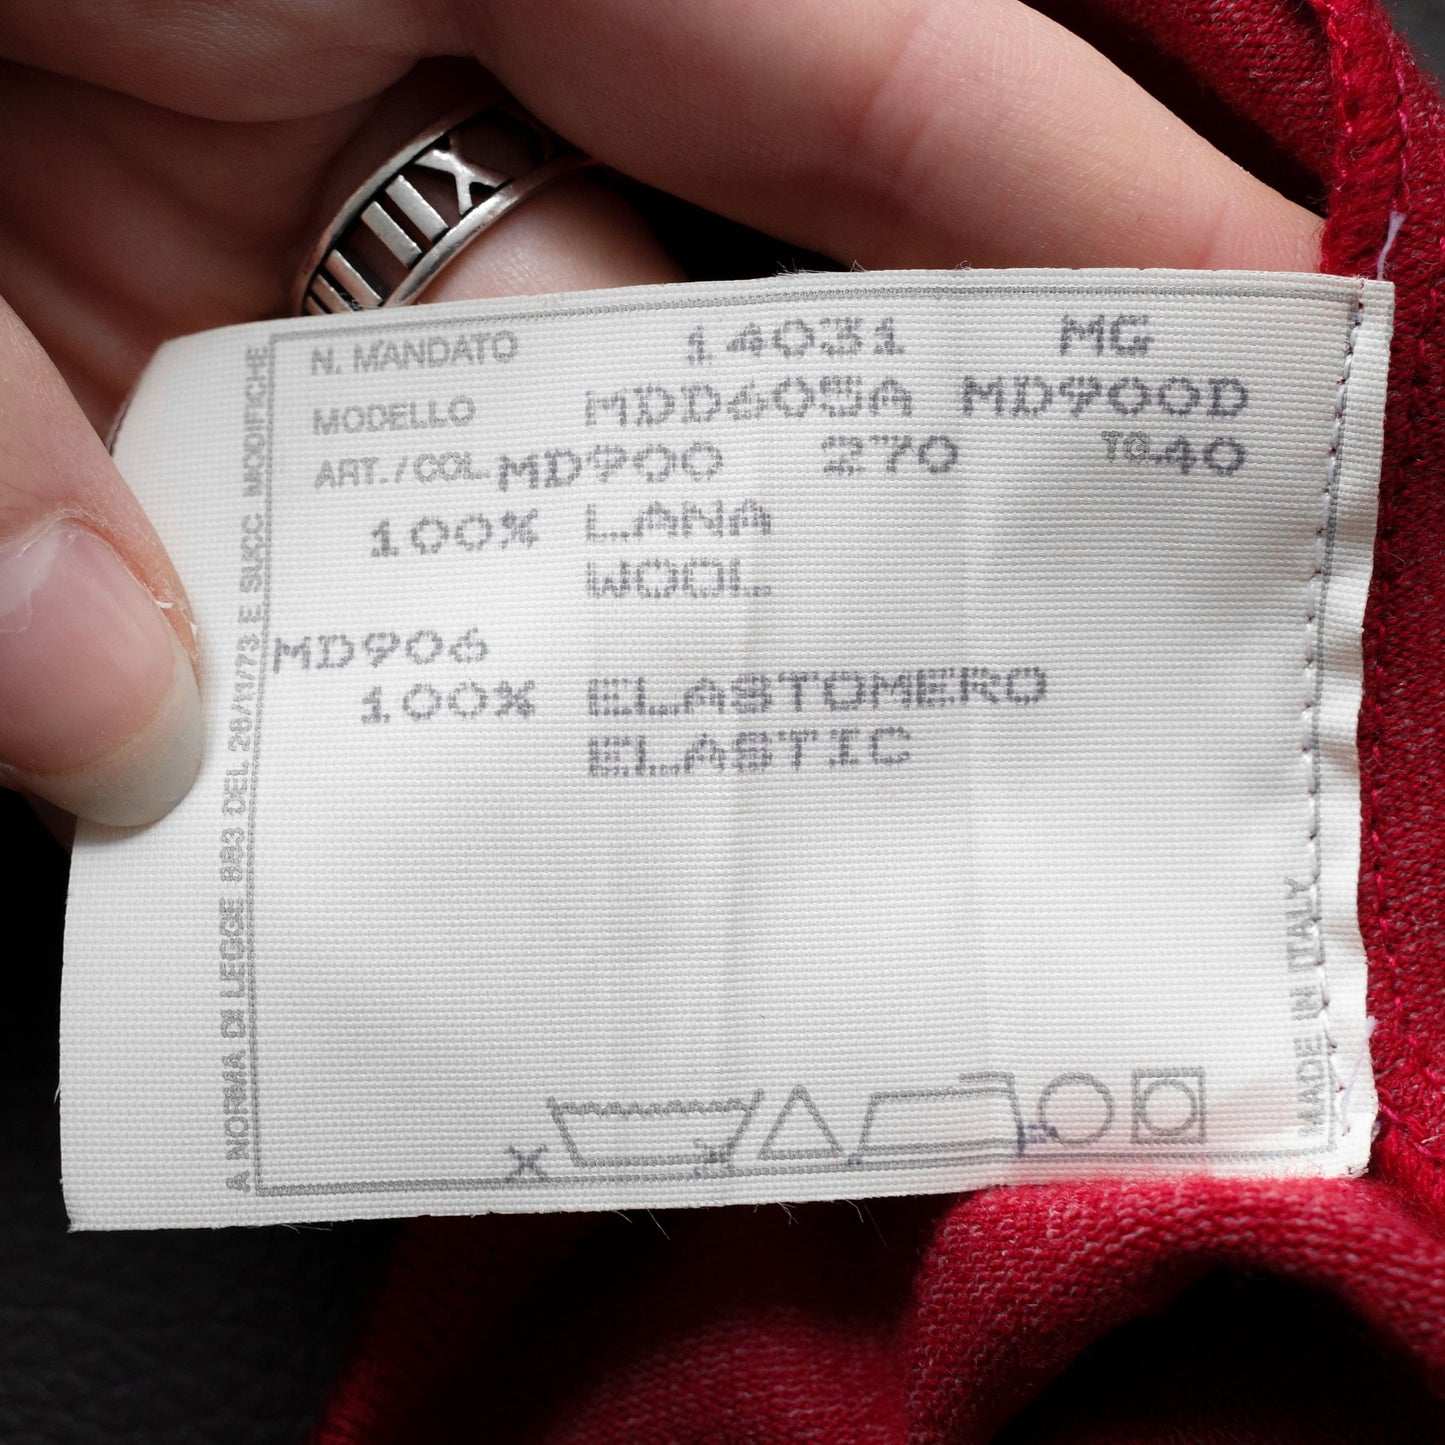 N. MANDATO 14031 MG
MODELLO MDD605A MD900D
ART./COL. MD900 270 TG. 40
100% LANA
WOOL
MD906
100% ELASTOMERO
ELASTIC
A NORMA DI LEGGE 883 DEL 26/11/73 E SUCC. MODIFICHE
MADE IN ITALY